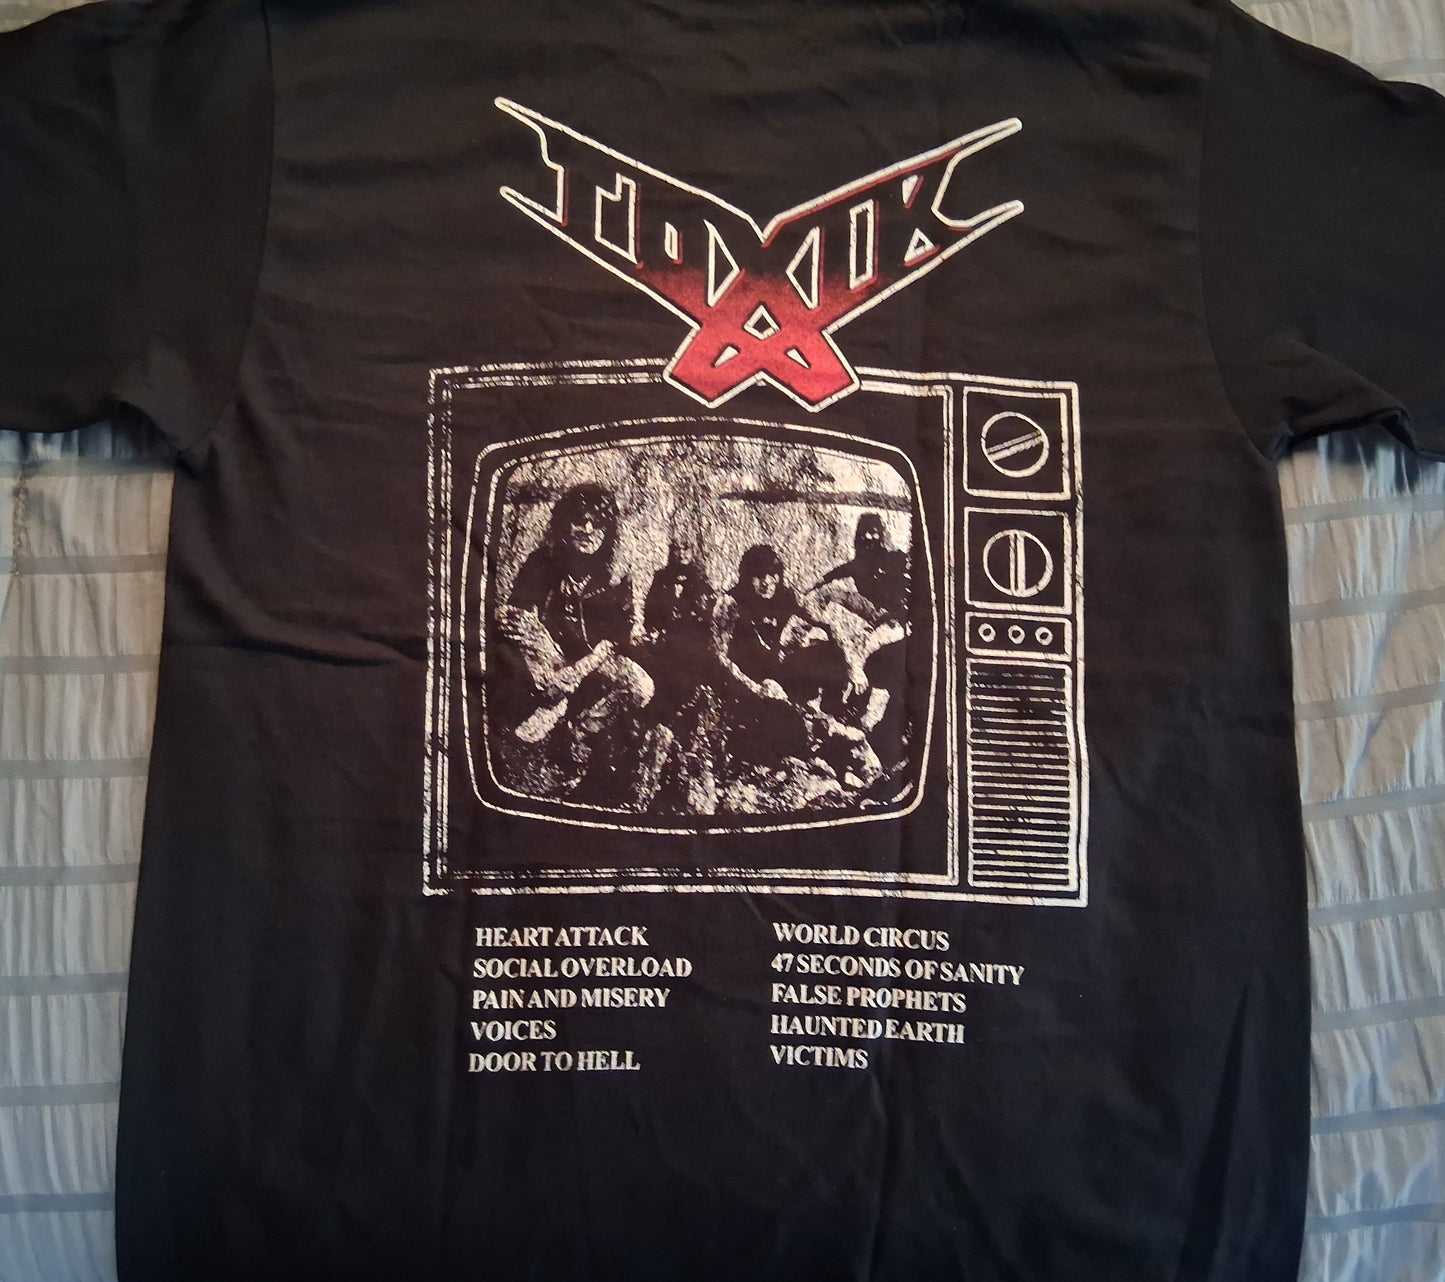 TOXIK
HEART ATTACK
SOCIAL OVERLOAD
PAIN AND MISERY
VOICES
DOOR TO HELL
WORLD CIRCUS
47 SECONDS OF SANITY
FALSE PROPHETS
HAUNTED EARTH
VICTIMS